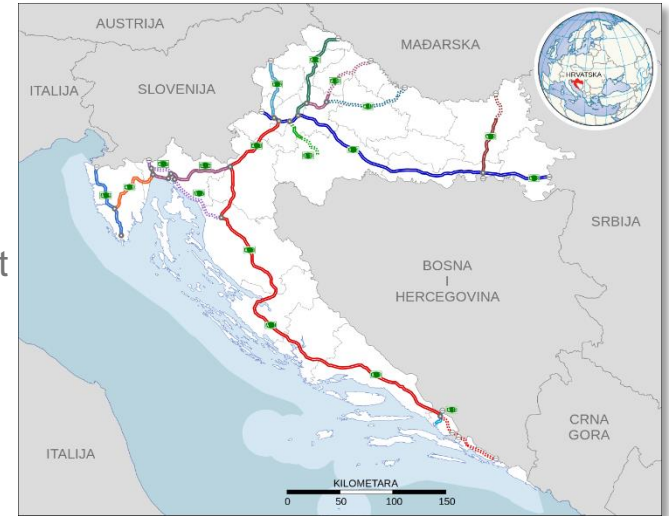 AUSTRIJA
MAĐARSKA
HRVATSKA
ITALIJA
SLOVENIJA
SRBIJA
t
BOSNA
I
HERCEGOVINA
CRNA
GORA
ITALIJA
KILOMETARA
0 50 100 150